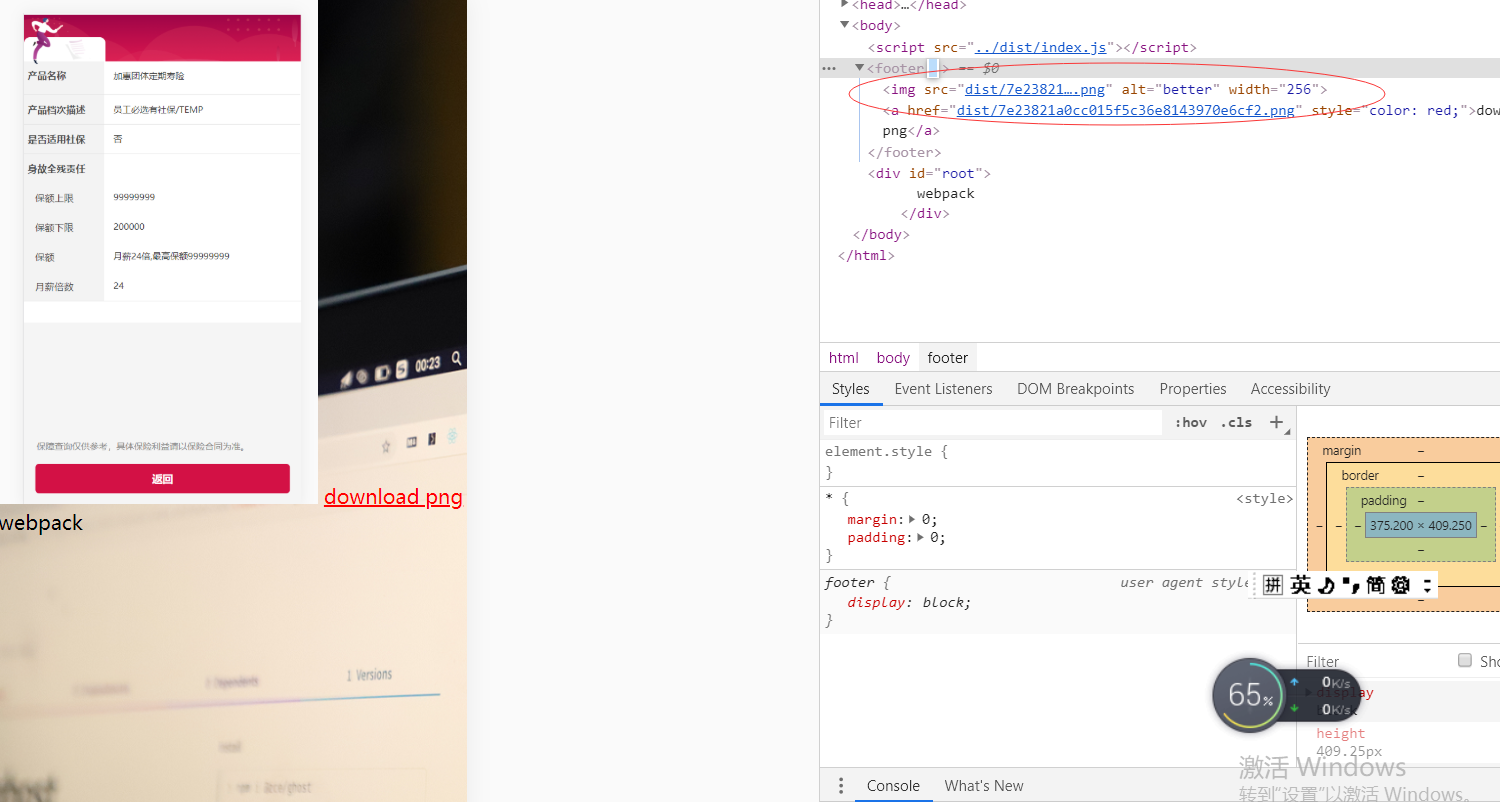 产品名称 加惠团体定期寿险
产品档次描述 员工必选有社保/TEMP
是否适用社保 否
身故全残责任
保额上限 99999999
保额下限 200000
保额 月薪24倍,最高保额99999999
月薪倍数 24
保障查询仅供参考，具体保险利益请以保险合同为准。
返回
00:23
download png
webpack
1 Versions
<head>…</head>
<body>
<script src="../dist/index.js"></script>
<footer > == $0
<img src="dist/7e23821….png" alt="better" width="256">
<a href="dist/7e23821a0cc015f5c36e8143970e6cf2.png" style="color: red;">dow
png</a>
</footer>
<div id="root">
webpack
</div>
</body>
</html>
html body footer
Styles Event Listeners DOM Breakpoints Properties Accessibility
Filter :hov .cls +
element.style {
}
* { <style>
margin: 0;
padding: 0;
}
footer { user agent style
display: block;
}
margin –
border –
padding –
– – – 375.200 × 409.250 –
–
–
拼 英 简
Filter Sho
65% 0K/s
0K/s
display
height
409.25px
激活 Windows
转到"设置"以激活 Windows。
Console What's New